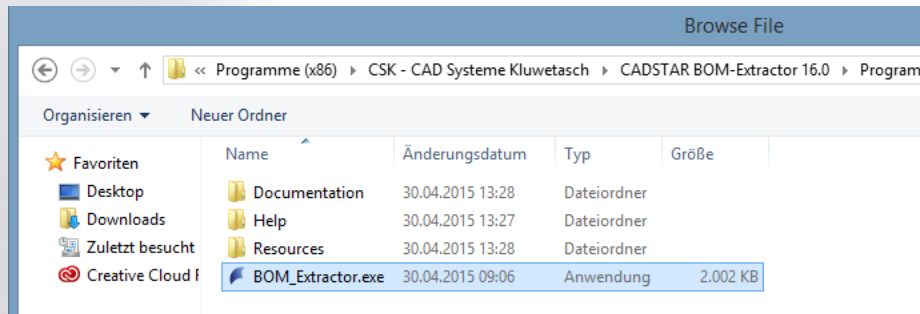 Browse File
« Programme (x86) ▸ CSK - CAD Systeme Kluwetasch ▸ CADSTAR BOM-Extractor 16.0 ▸ Program
Organisieren Neuer Ordner
Name Änderungsdatum Typ Größe
Favoriten
Desktop
Downloads
Zuletzt besucht
Creative Cloud F
Documentation 30.04.2015 13:28 Dateiordner
Help 30.04.2015 13:27 Dateiordner
Resources 30.04.2015 13:28 Dateiordner
BOM_Extractor.exe 30.04.2015 09:06 Anwendung 2.002 KB